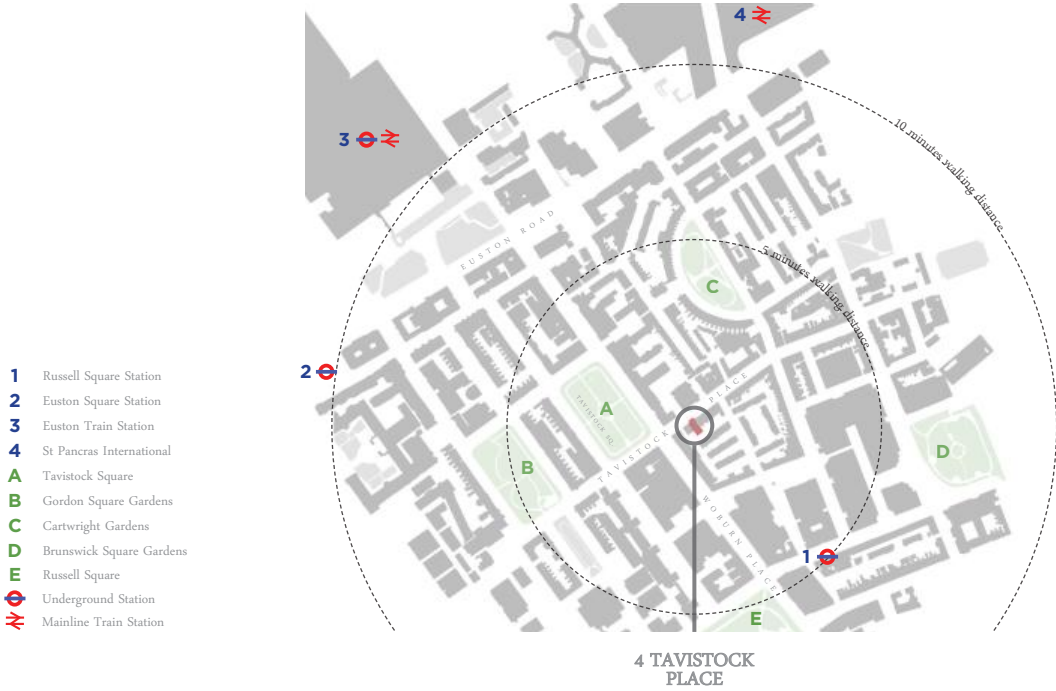 4
3
10 minutes walking distance
EUSTON ROAD
5 minutes walking distance
C
2
A
TAVISTOCK SQ.
TAVISTOCK PLACE
B
D
WOBURN PLACE
1
E
1 Russell Square Station
2 Euston Square Station
3 Euston Train Station
4 St Pancras International
A Tavistock Square
B Gordon Square Gardens
C Cartwright Gardens
D Brunswick Square Gardens
E Russell Square
Underground Station
Mainline Train Station
4 TAVISTOCK
PLACE